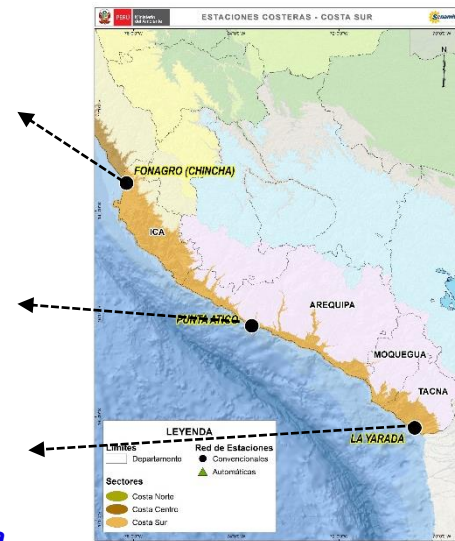 PERÚ Ministerio del Ambiente
ESTACIONES COSTERAS - COSTA SUR
Senamhi
N
FONAGRO (CHINCHA)
ICA
AREQUIPA
PUNTA ATICO
MOQUEGUA
TACNA
LA YARADA
LEYENDA
Límites
Departamento
Red de Estaciones
Convencionales
Automáticas
Sectores
Costa Norte
Costa Centro
Costa Sur